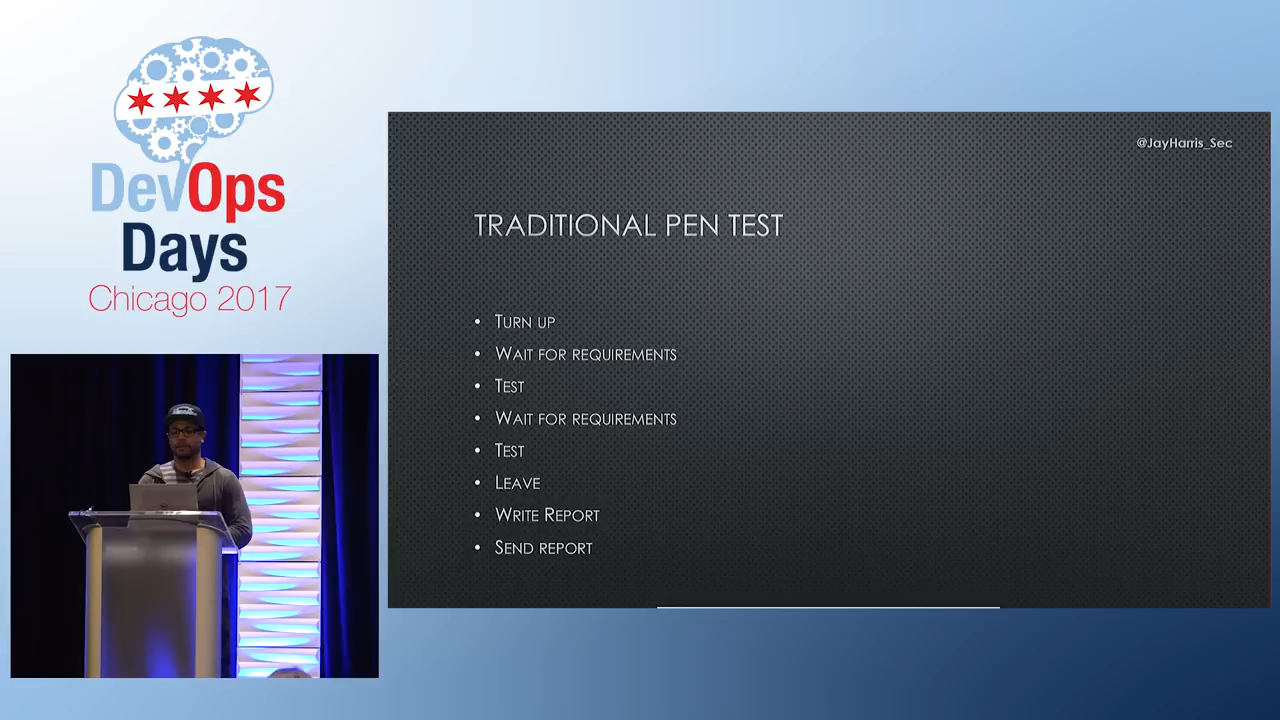 DevOps
Days
Chicago 2017
@JayHarris_Sec
TRADITIONAL PEN TEST
• TURN UP
• WAIT FOR REQUIREMENTS
• TEST
• WAIT FOR REQUIREMENTS
• TEST
• LEAVE
• WRITE REPORT
• SEND REPORT